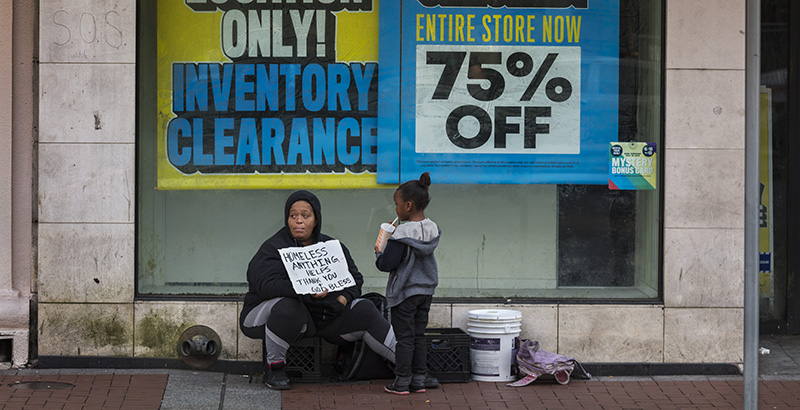 S.O.S.
LOCATION
ONLY!
INVENTORY
CLEARANCE
ENTIRE STORE NOW
75%
OFF
MYSTERY
BONUS CARD
HOMELESS
ANYTHING
HELPS
THANK YOU
GOD BLESS